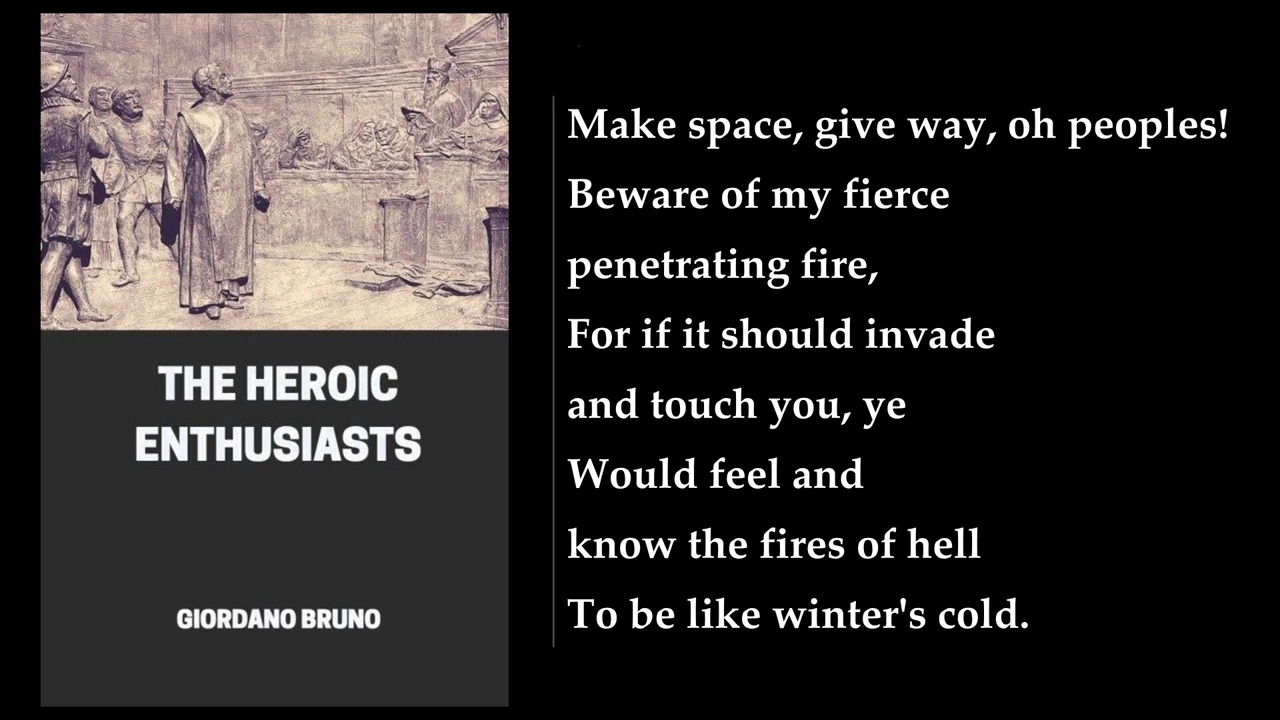 THE HEROIC
ENTHUSIASTS
GIORDANO BRUNO
Make space, give way, oh peoples!
Beware of my fierce
penetrating fire,
For if it should invade
and touch you, ye
Would feel and
know the fires of hell
To be like winter's cold.